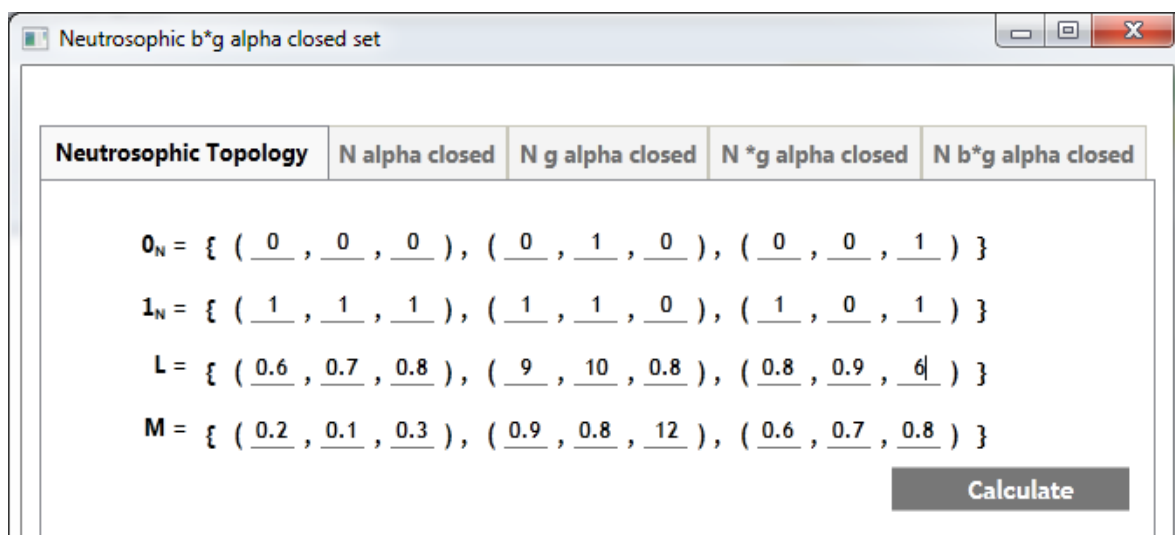 Neutrosophic b*g alpha closed set
Neutrosophic Topology N alpha closed N g alpha closed N *g alpha closed N b*g alpha closed
0N = { ( 0 , 0 , 0 ), ( 0 , 1 , 0 ), ( 0 , 0 , 1 ) }
1N = { ( 1 , 1 , 1 ), ( 1 , 1 , 0 ), ( 1 , 0 , 1 ) }
L = { ( 0.6 , 0.7 , 0.8 ), ( 9 , 10 , 0.8 ), ( 0.8 , 0.9 , 6 ) }
M = { ( 0.2 , 0.1 , 0.3 ), ( 0.9 , 0.8 , 12 ), ( 0.6 , 0.7 , 0.8 ) }
Calculate